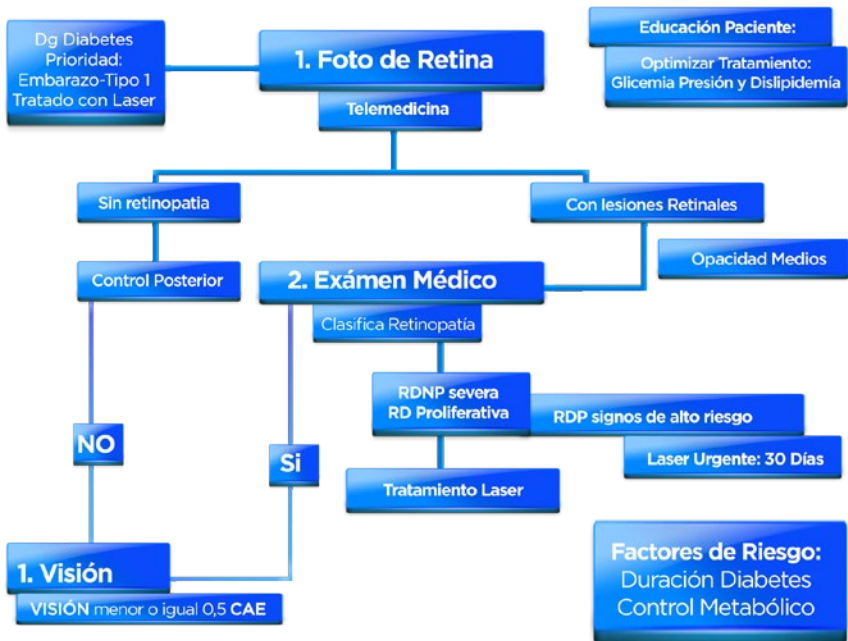 Dg Diabetes
Prioridad:
Embarazo-Tipo 1
Tratado con Laser
1. Foto de Retina
Telemedicina
Educación Paciente:
Optimizar Tratamiento:
Glicemia Presión y Dislipidemía
Sin retinopatia
Con lesiones Retinales
Control Posterior
2. Exámen Médico
Opacidad Medios
Clasifica Retinopatía
RDNP severa
RD Proliferativa
RDP signos de alto riesgo
NO
Si
Laser Urgente: 30 Días
Tratamiento Laser
1. Visión
VISIÓN menor o igual 0,5 CAE
Factores de Riesgo:
Duración Diabetes
Control Metabólico